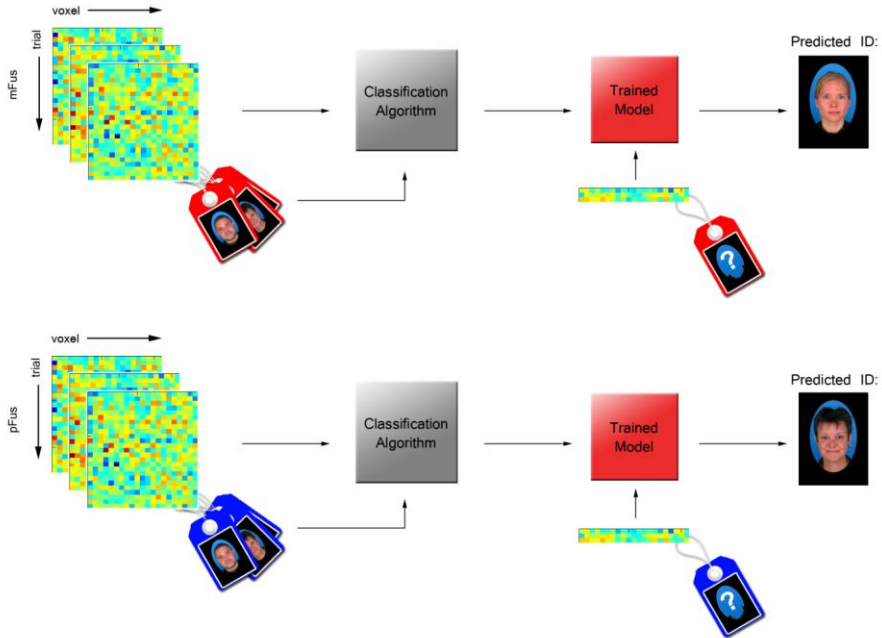 voxel
trial
mFus
Classification
Algorithm
Trained
Model
Predicted ID:
?
voxel
trial
pFus
Classification
Algorithm
Trained
Model
Predicted ID:
?